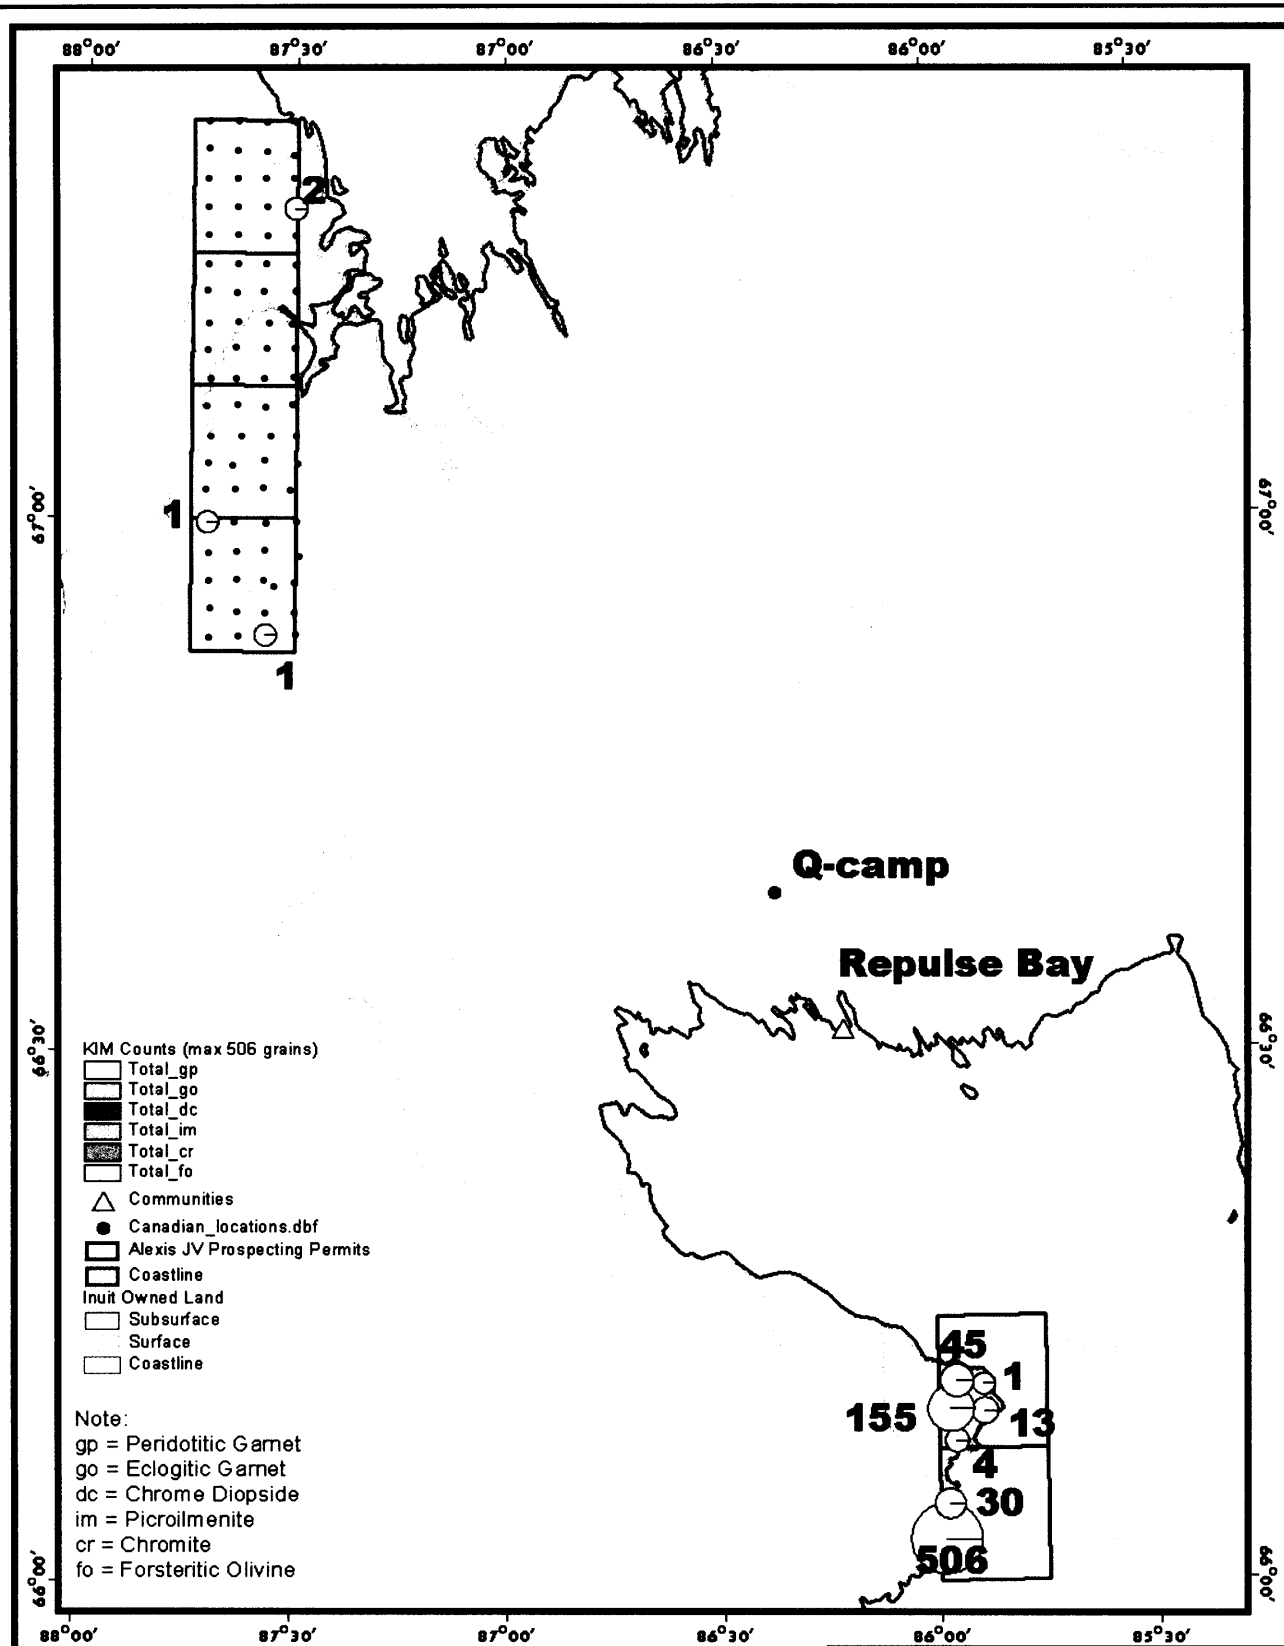 88°00' 87°30' 87°00' 86°30' 86°00' 85°30'
2
67°00' 1 67°00'
1
Q-camp
Repulse Bay
66°30' 66°30'
KIM Counts (max 506 grains)
Total_gp
Total_go
Total_dc
Total_im
Total_cr
Total_fo
Communities
Canadian_locations.dbf
Alexis JV Prospecting Permits
Coastline
Inuit Owned Land
Subsurface
Surface
Coastline
45
1
155 13
4
30
506
Note:
gp = Peridotitic Garnet
go = Eclogitic Garnet
dc = Chrome Diopside
im = Picroilmenite
cr = Chromite
fo = Forsteritic Olivine
66°00' 66°00'
88°00' 87°30' 87°00' 86°30' 86°00' 85°30'